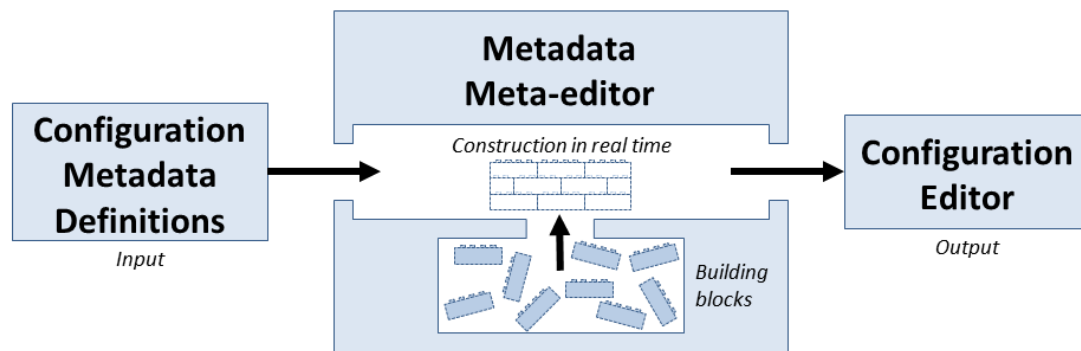 Configuration
Metadata
Definitions
Input
Metadata
Meta-editor
Construction in real time
Building
blocks
Configuration
Editor
Output